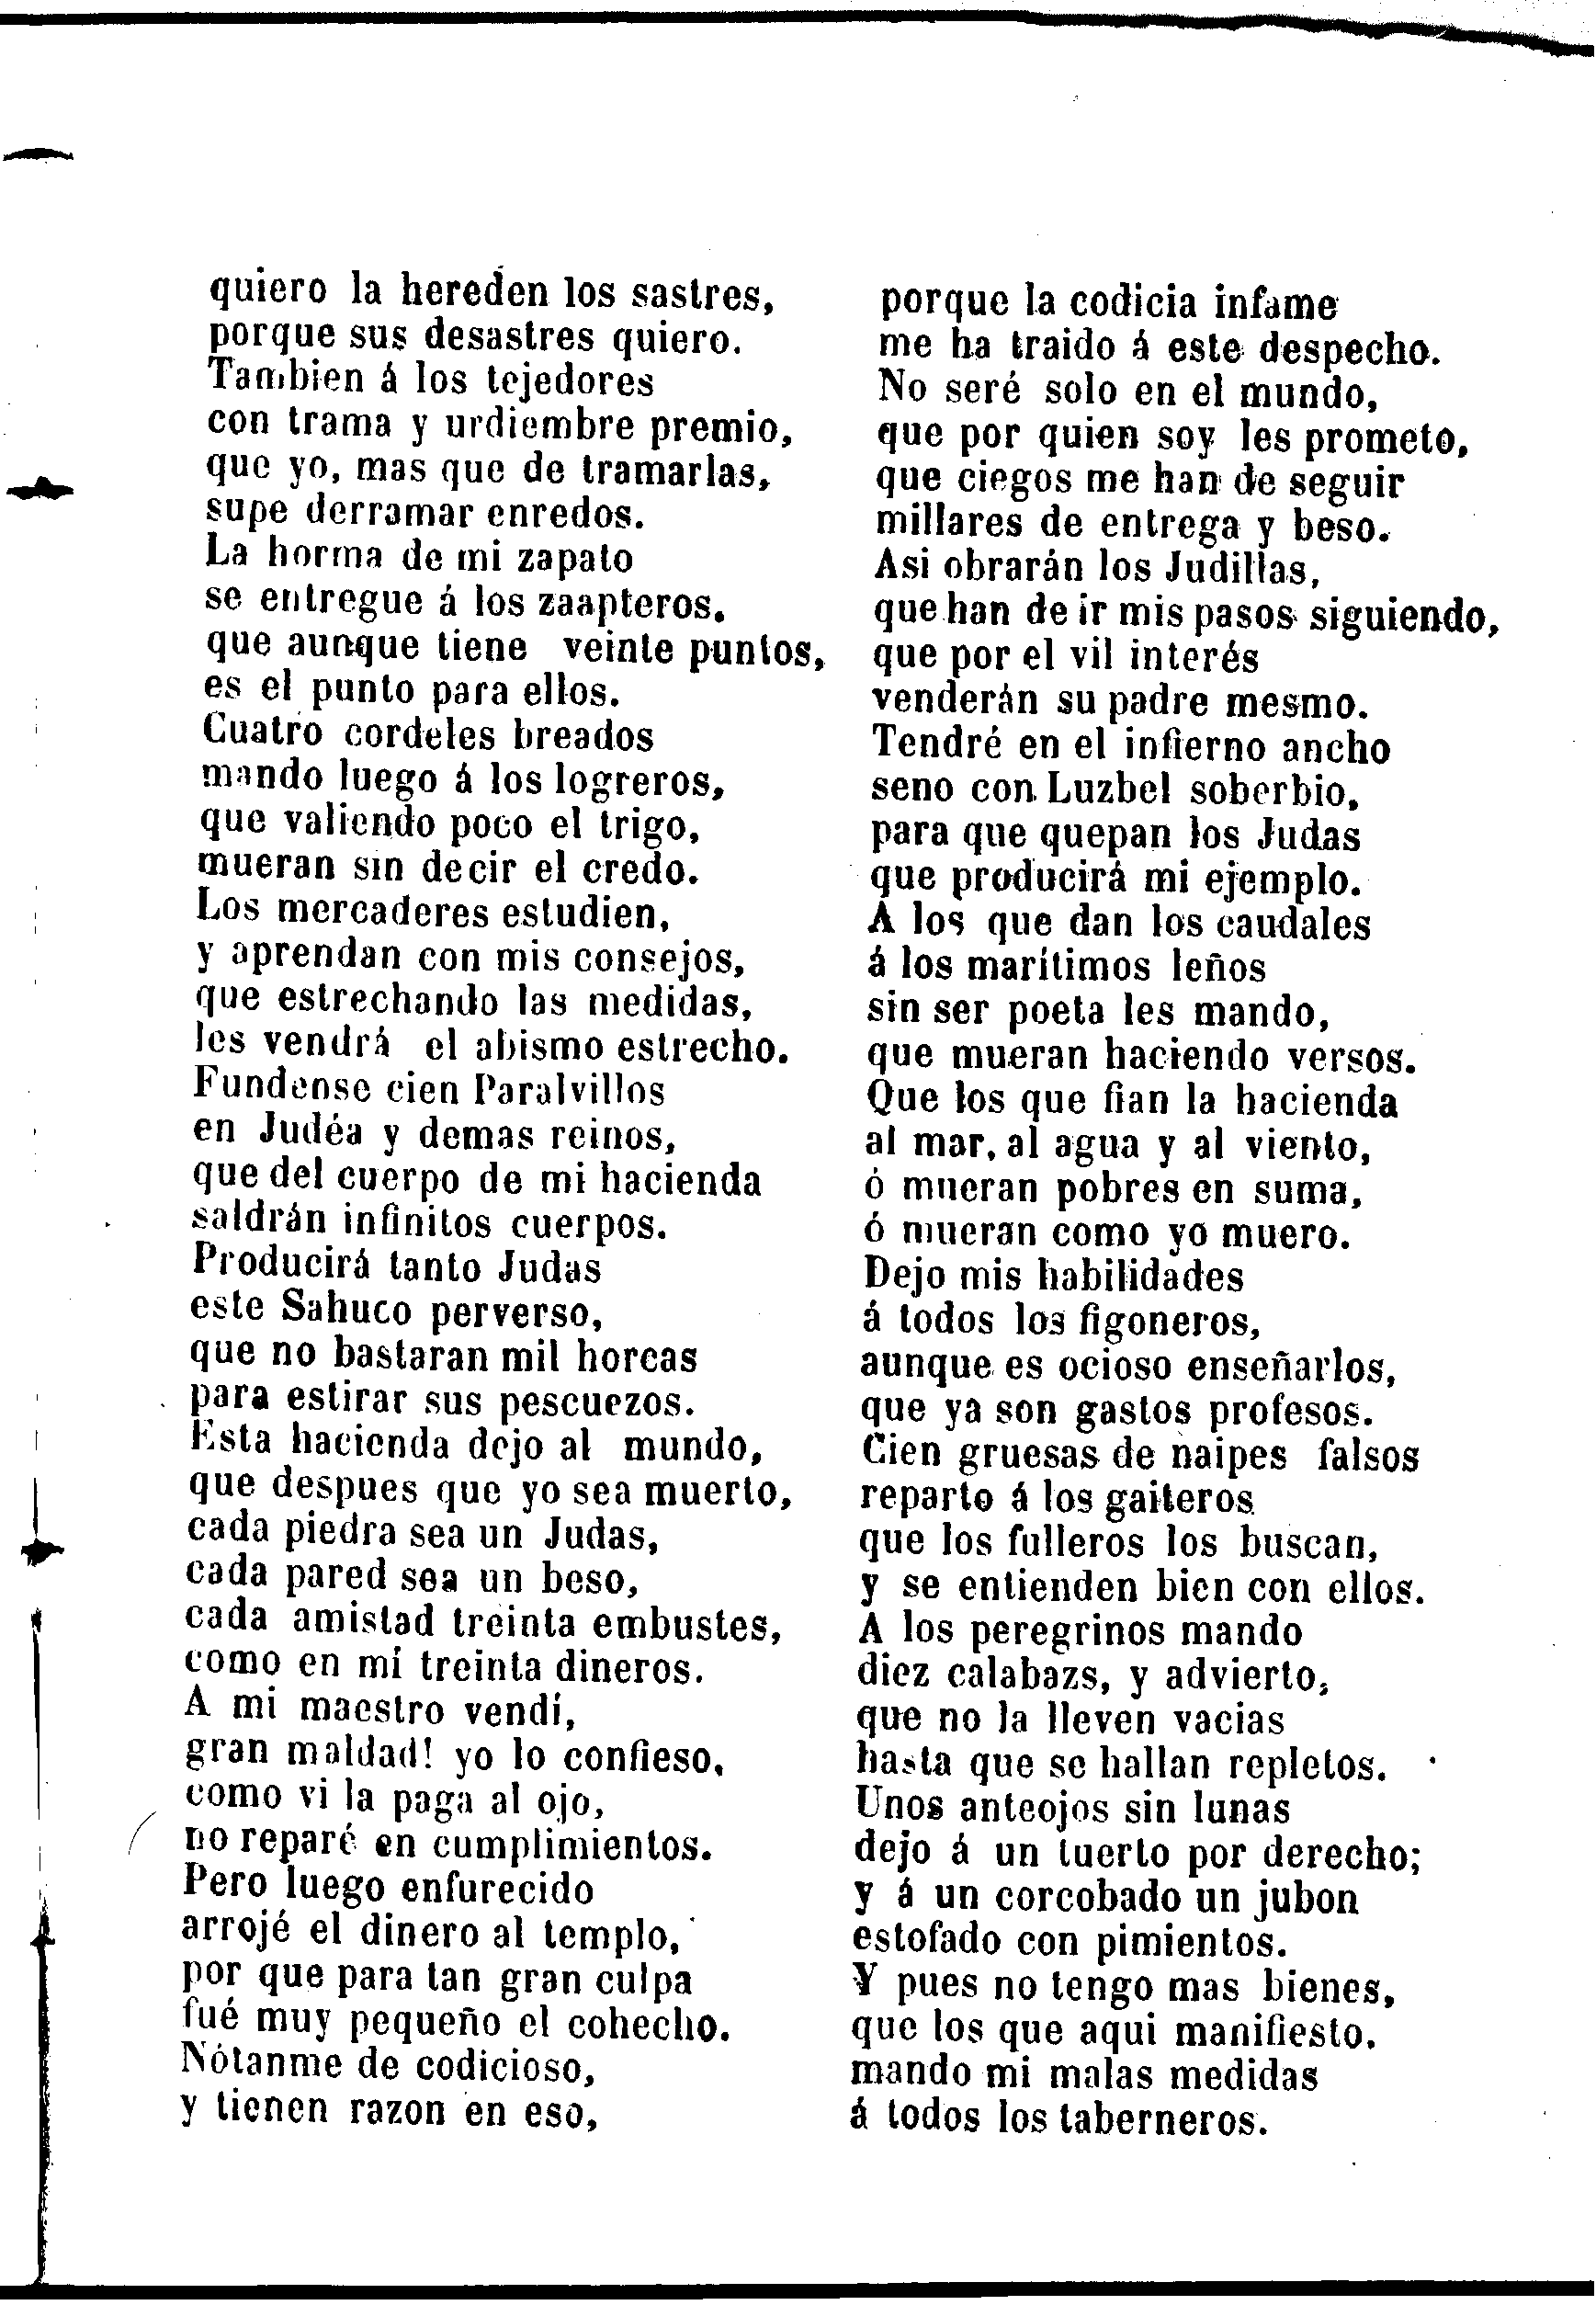 quiero la hereden los sastres,
porque sus desastres quiero.
Tambien á los tejedores
con trama y urdiembre premio,
que yo, mas que de tramarlas,
supe derramar enredos.
La horma de mi zapato
se entregue á los zaapteros.
que aunque tiene veinte puntos,
es el punto para ellos.
Cuatro cordeles breados
mando luego á los logreros,
que valiendo poco el trigo,
mueran sin decir el credo.
Los mercaderes estudien,
y aprendan con mis consejos,
que estrechando las medidas,
les vendrá el abismo estrecho.
Fundense cien Paralvillos
en Judéa y demas reinos,
que del cuerpo de mi hacienda
saldrán infinitos cuerpos.
Producirá tanto Judas
este Sahuco perverso,
que no bastaran mil horcas
para estirar sus pescuezos.
Esta hacienda dejo al mundo,
que despues que yo sea muerto,
cada piedra sea un Judas,
cada pared sea un beso,
cada amistad treinta embustes,
como en mí treinta dineros.
A mi maestro vendí,
gran maldad! yo lo confieso,
como vi la paga al ojo,
no reparé en cumplimientos.
Pero luego enfurecido
arrojé el dinero al templo,
por que para tan gran culpa
fué muy pequeño el cohecho.
Nótanme de codicioso,
y tienen razon en eso,
porque la codicia infame
me ha traido á este despecho.
No seré solo en el mundo,
que por quien soy les prometo,
que ciegos me han de seguir
millares de entrega y beso.
Asi obrarán los Judillas,
que han de ir mis pasos siguiendo,
que por el vil interés
venderán su padre mesmo.
Tendré en el infierno ancho
seno con Luzbel soberbio,
para que quepan los Judas
que producirá mi ejemplo.
A los que dan los caudales
á los marítimos leños
sin ser poeta les mando,
que mueran haciendo versos.
Que los que fian la hacienda
al mar, al agua y al viento,
ó mueran pobres en suma,
ó mueran como yo muero.
Dejo mis habilidades
á todos los figoneros,
aunque es ocioso enseñarlos,
que ya son gastos profesos.
Cien gruesas de naipes falsos
reparto á los gaiteros
que los fulleros los buscan,
y se entienden bien con ellos.
A los peregrinos mando
diez calabazs, y advierto,
que no la lleven vacias
hasta que se hallan repletos.
Unos anteojos sin lunas
dejo á un tuerto por derecho;
y á un corcobado un jubon
estofado con pimientos.
Y pues no tengo mas bienes,
que los que aqui manifiesto,
mando mi malas medidas
á todos los taberneros.